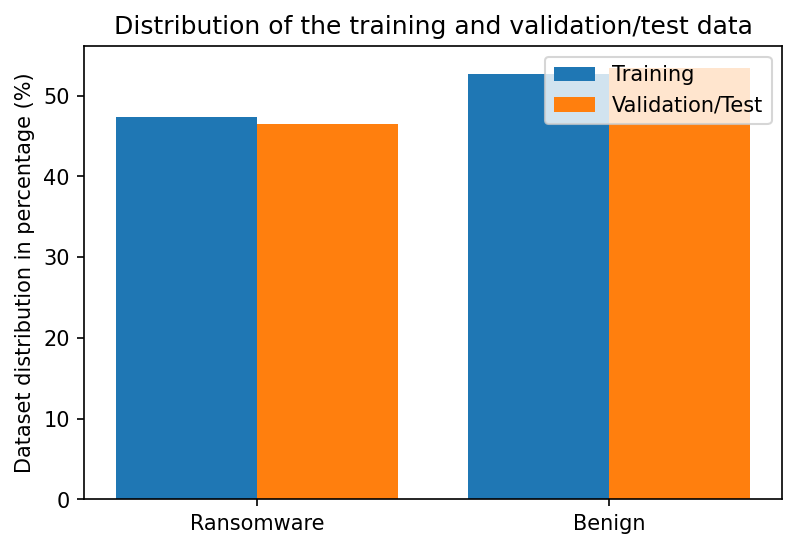 Distribution of the training and validation/test data
Dataset distribution in percentage (%)
50
40
30
20
10
0
Training
Validation/Test
Ransomware
Benign